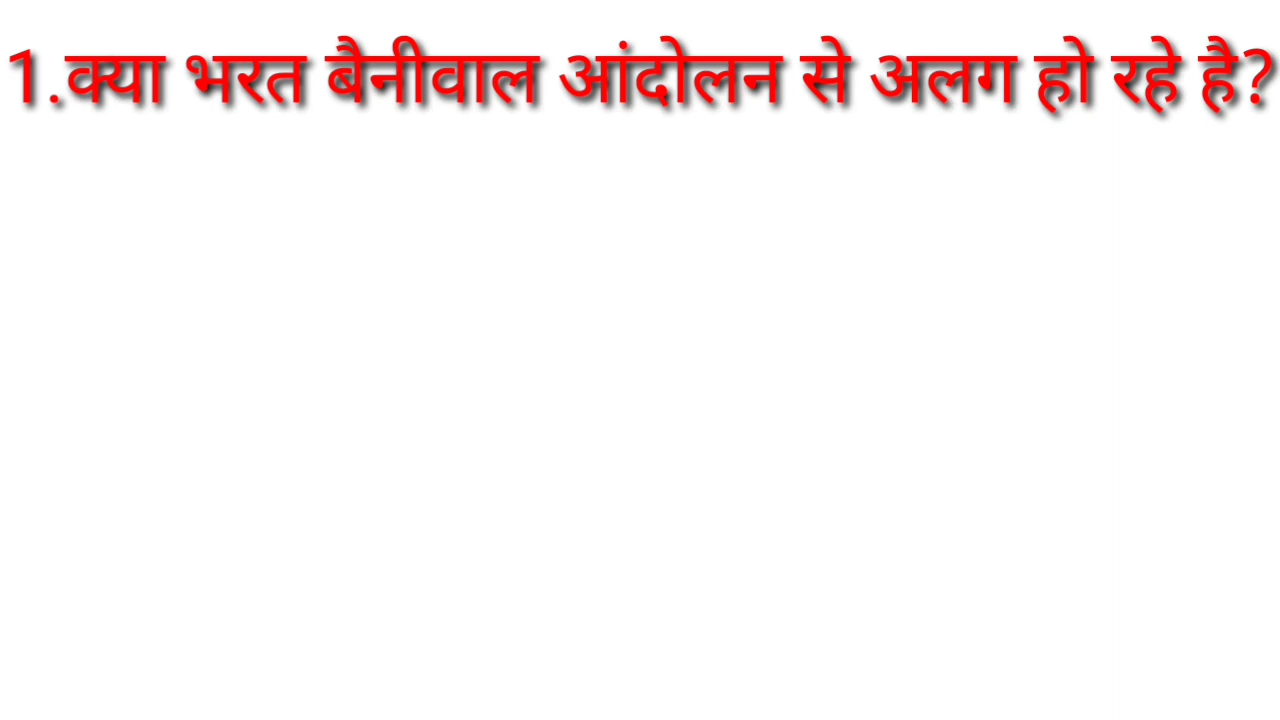 1.क्या भरत बैनीवाल आंदोलन से अलग हो रहे है?